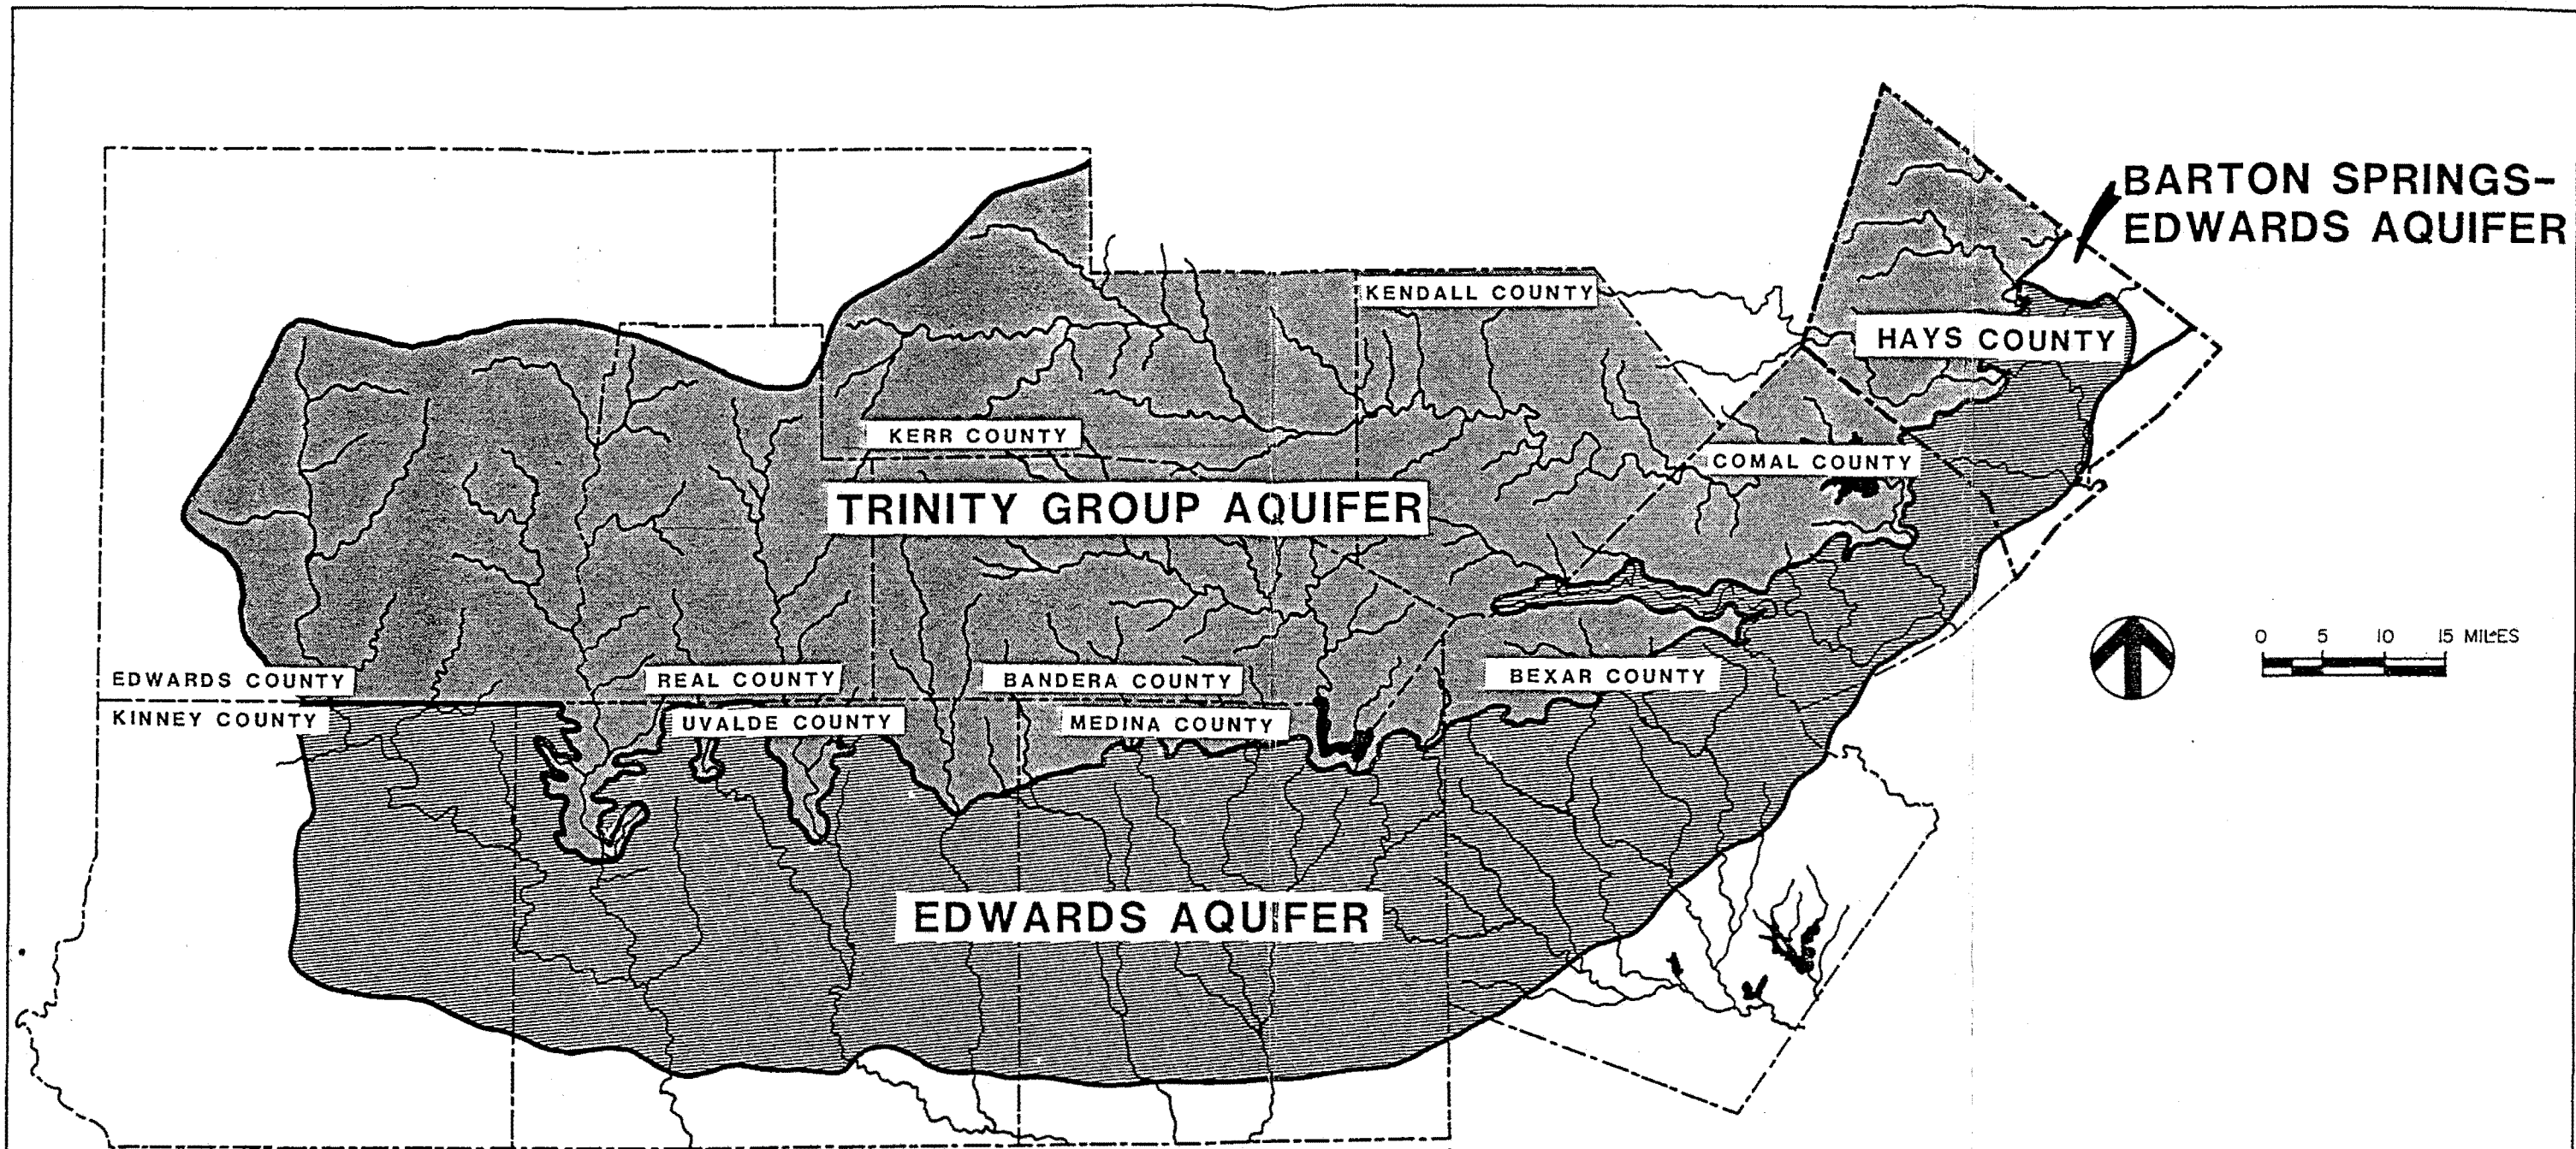 BARTON SPRINGS-
EDWARDS AQUIFER
KENDALL COUNTY
HAYS COUNTY
KERR COUNTY
COMAL COUNTY
TRINITY GROUP AQUIFER
0 5 10 15 MILES
EDWARDS COUNTY
REAL COUNTY
BANDERA COUNTY
BEXAR COUNTY
KINNEY COUNTY
UVALDE COUNTY
MEDINA COUNTY
EDWARDS AQUIFER